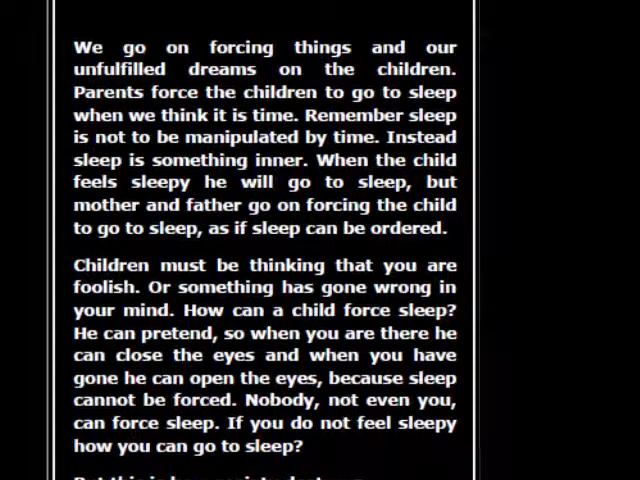 We go on forcing things and our
unfulfilled dreams on the children.
Parents force the children to go to sleep
when we think it is time. Remember sleep
is not to be manipulated by time. Instead
sleep is something inner. When the child
feels sleepy he will go to sleep, but
mother and father go on forcing the child
to go to sleep, as if sleep can be ordered.
Children must be thinking that you are
foolish. Or something has gone wrong in
your mind. How can a child force sleep?
He can pretend, so when you are there he
can close the eyes and when you have
gone he can open the eyes, because sleep
cannot be forced. Nobody, not even you,
can force sleep. If you do not feel sleepy
how you can go to sleep?